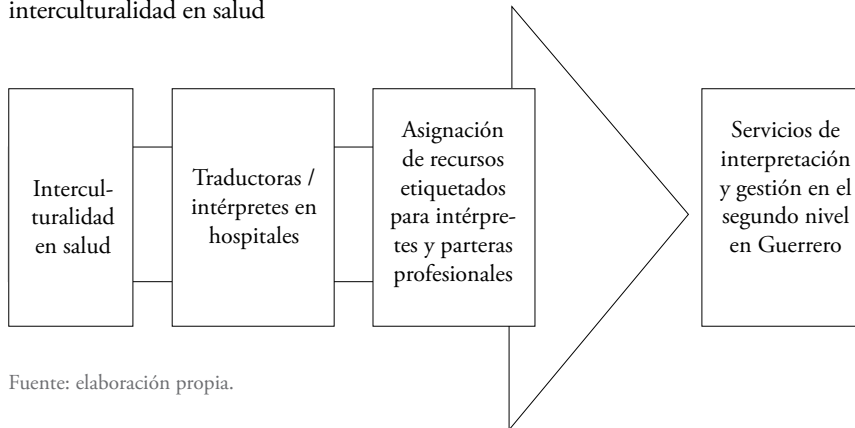 interculturalidad en salud
Intercul-
turalidad
en salud
Traductoras /
intérpretes en
hospitales
Asignación
de recursos
etiquetados
para intérpre-
tes y parteras
profesionales
Servicios de
interpretación
y gestión en el
segundo nivel
en Guerrero
Fuente: elaboración propia.